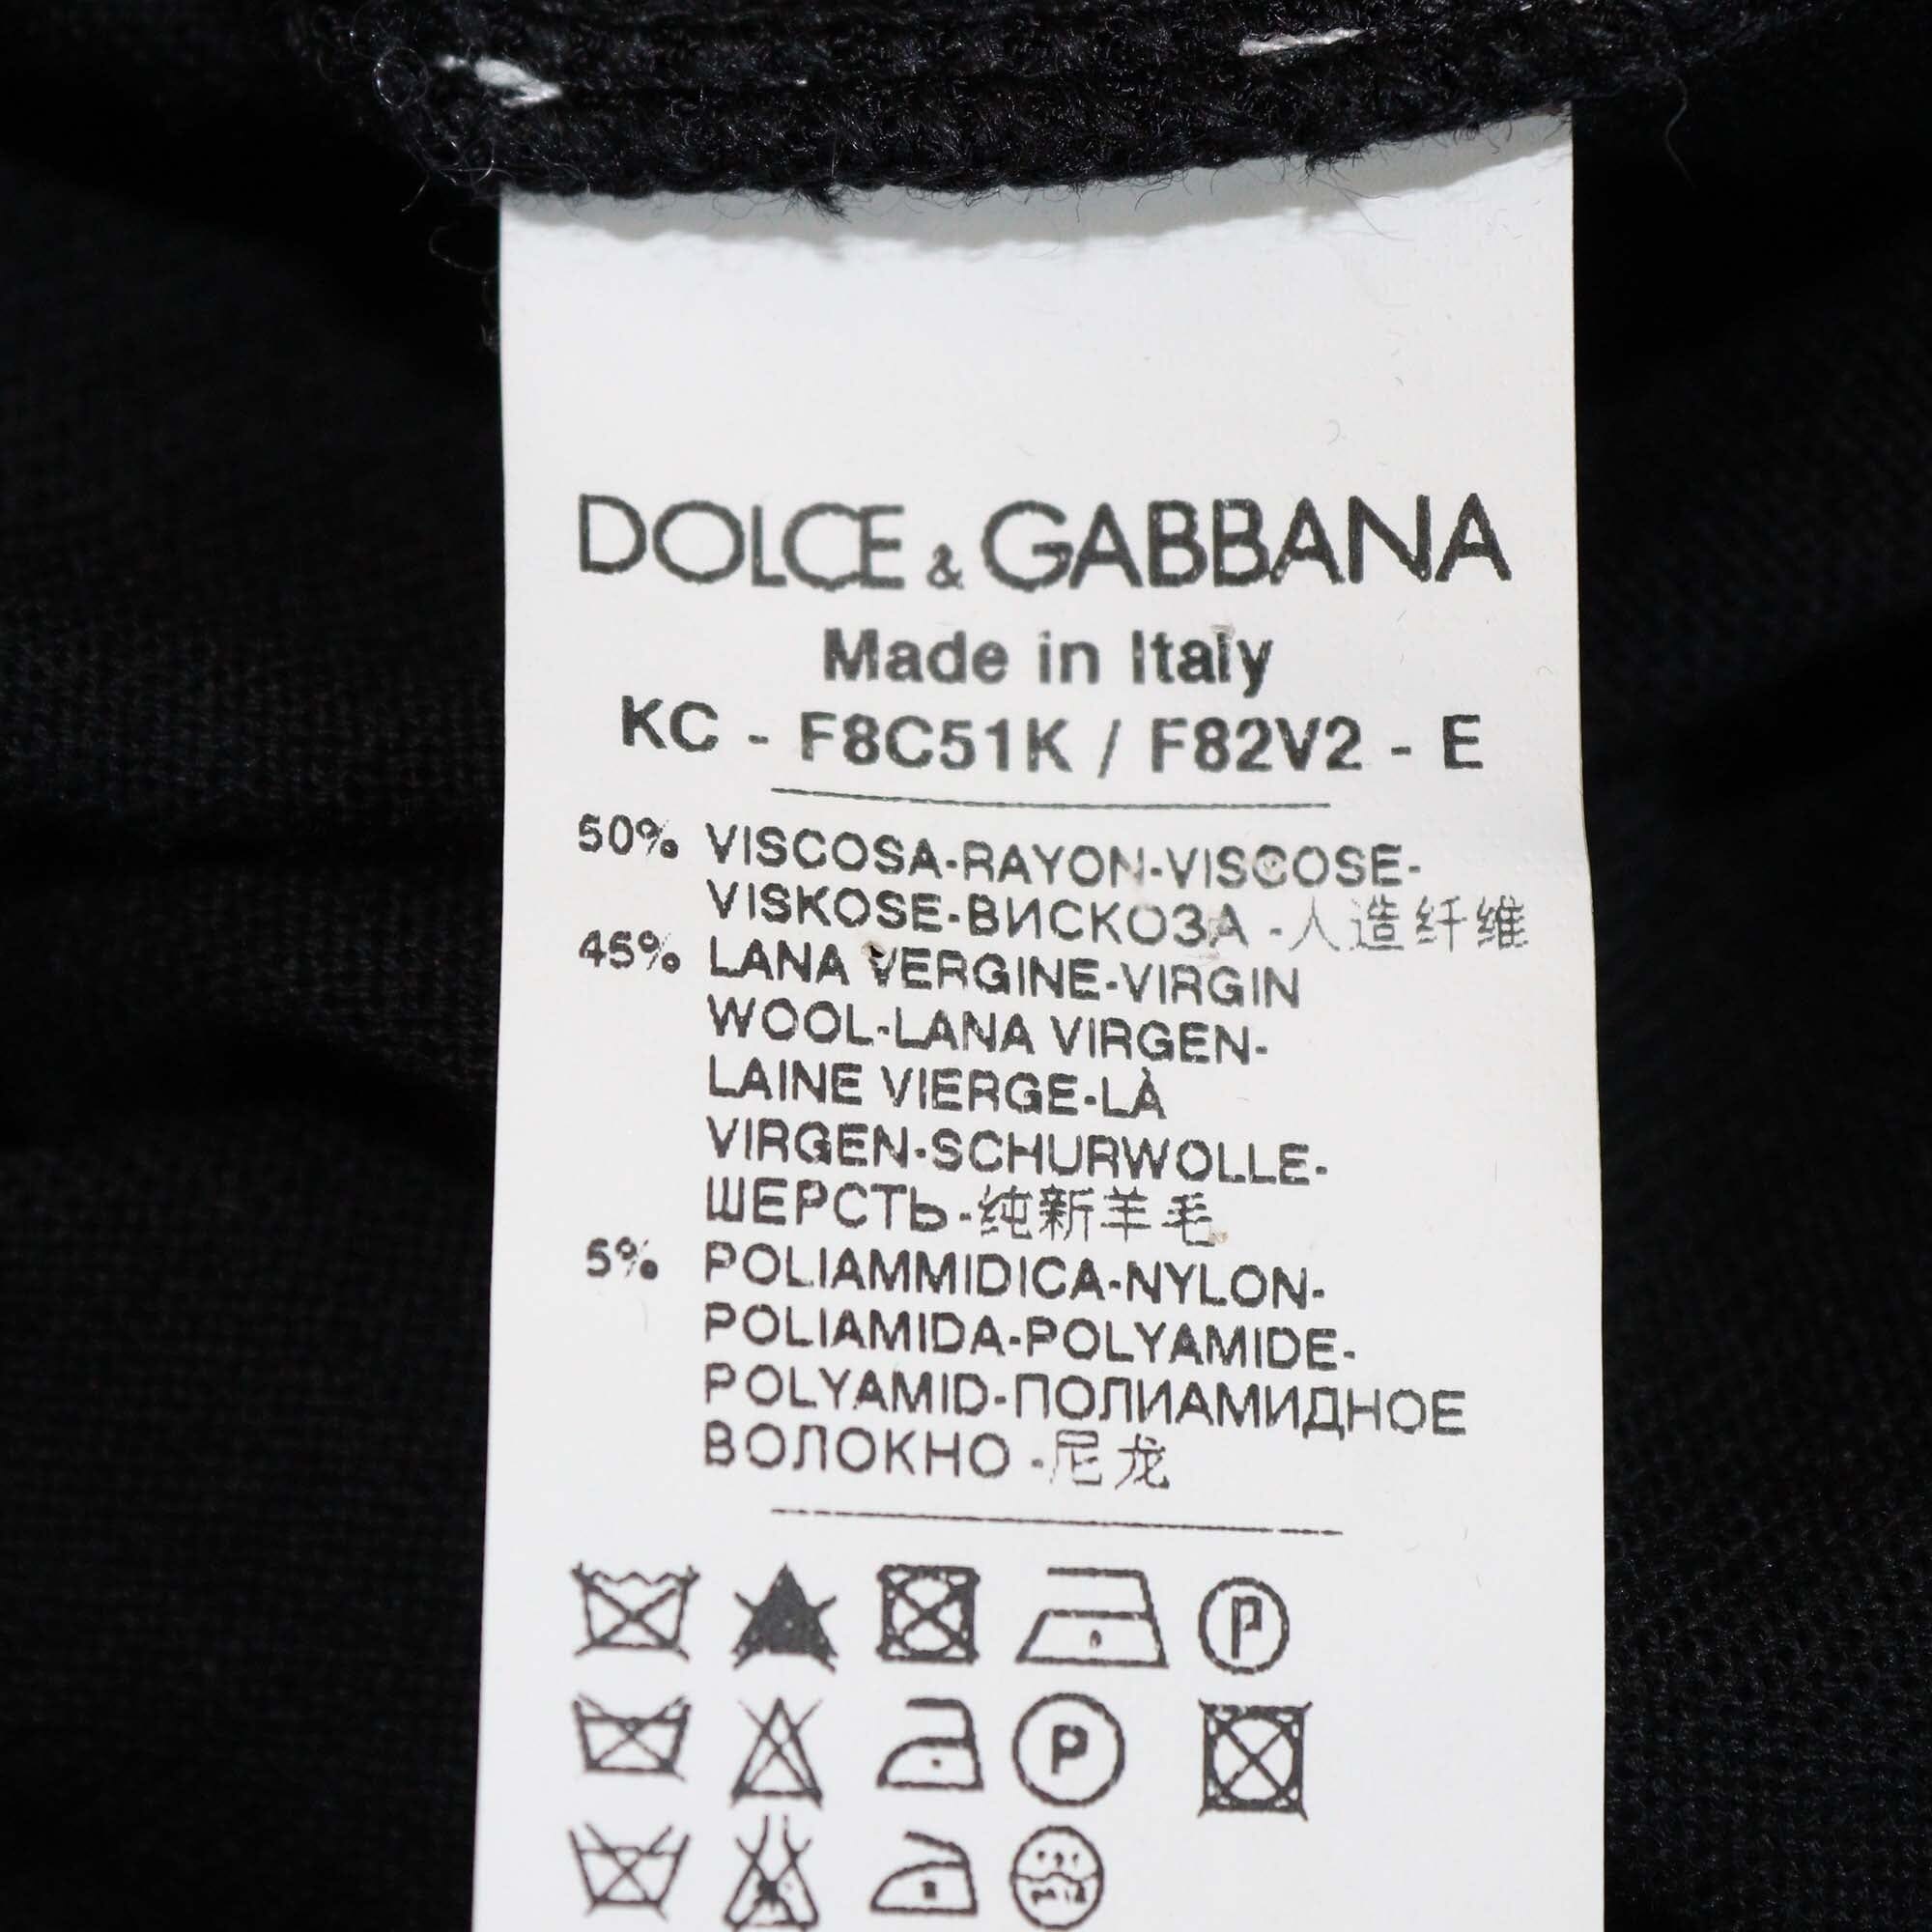 DOLCE & GABBANA
Made in Italy
KC - F8C51K / F82V2 - E
50% VISCOSA-RAYON-VISCOSE-
VISKOSE-ВИСКОЗА-人造纤维
45% LANA VERGINE-VIRGIN
WOOL-LANA VIRGEN-
LAINE VIERGE-LÀ
VIRGEN-SCHURWOLLE-
ШЕРСТЬ-纯新羊毛
5% POLIAMMIDICA-NYLON-
POLIAMIDA-POLYAMIDE-
POLYAMID-ПОЛИАМИДНОЕ
ВОЛОКНО-尼龙
P
P